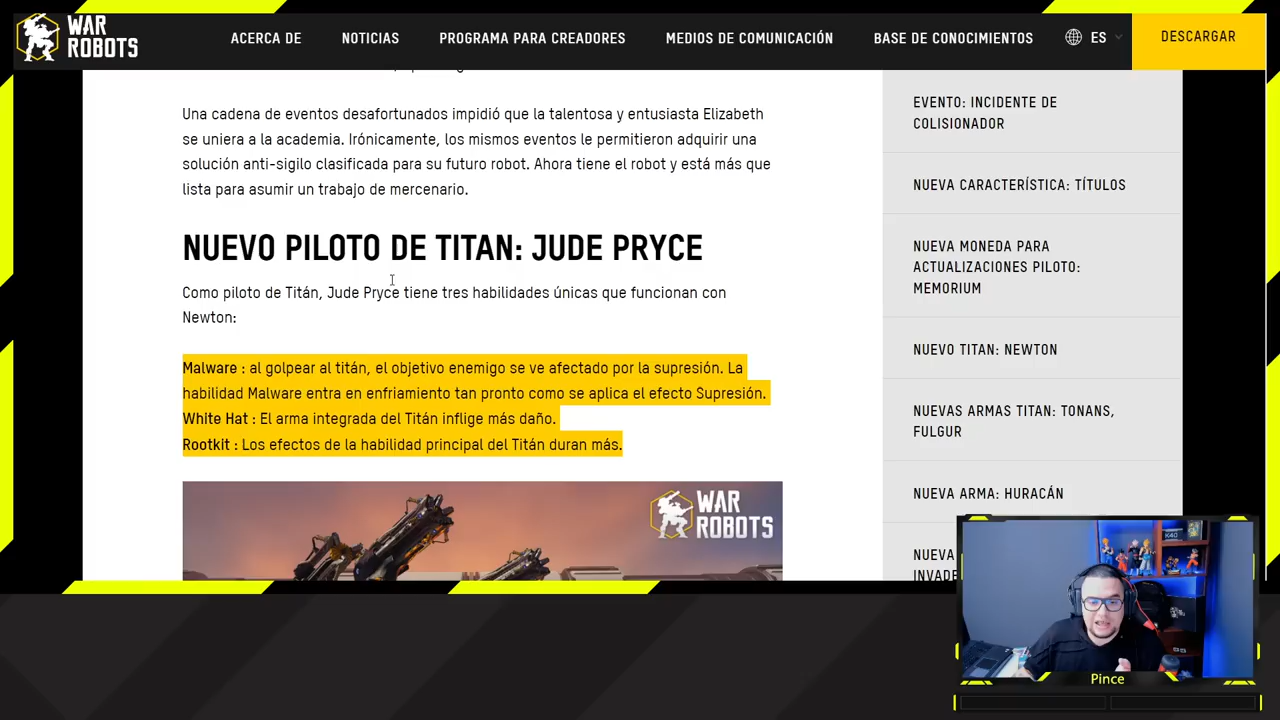 WAR
ROBOTS
ACERCA DE
NOTICIAS
PROGRAMA PARA CREADORES
MEDIOS DE COMUNICACIÓN
BASE DE CONOCIMIENTOS
ES
DESCARGAR
Una cadena de eventos desafortunados impidió que la talentosa y entusiasta Elizabeth
se uniera a la academia. Irónicamente, los mismos eventos le permitieron adquirir una
solución anti-sigilo clasificada para su futuro robot. Ahora tiene el robot y está más que
lista para asumir un trabajo de mercenario.
NUEVO PILOTO DE TITAN: JUDE PRYCE
Como piloto de Titán, Jude Pryce tiene tres habilidades únicas que funcionan con
Newton:
Malware : al golpear al titán, el objetivo enemigo se ve afectado por la supresión. La
habilidad Malware entra en enfriamiento tan pronto como se aplica el efecto Supresión.
White Hat : El arma integrada del Titán inflige más daño.
Rootkit : Los efectos de la habilidad principal del Titán duran más.
WAR
ROBOTS
EVENTO: INCIDENTE DE
COLISIONADOR
NUEVA CARACTERÍSTICA: TÍTULOS
NUEVA MONEDA PARA
ACTUALIZACIONES PILOTO:
MEMORIUM
NUEVO TITAN: NEWTON
NUEVAS ARMAS TITAN: TONANS,
FULGUR
NUEVA ARMA: HURACÁN
NUEVA
Pince